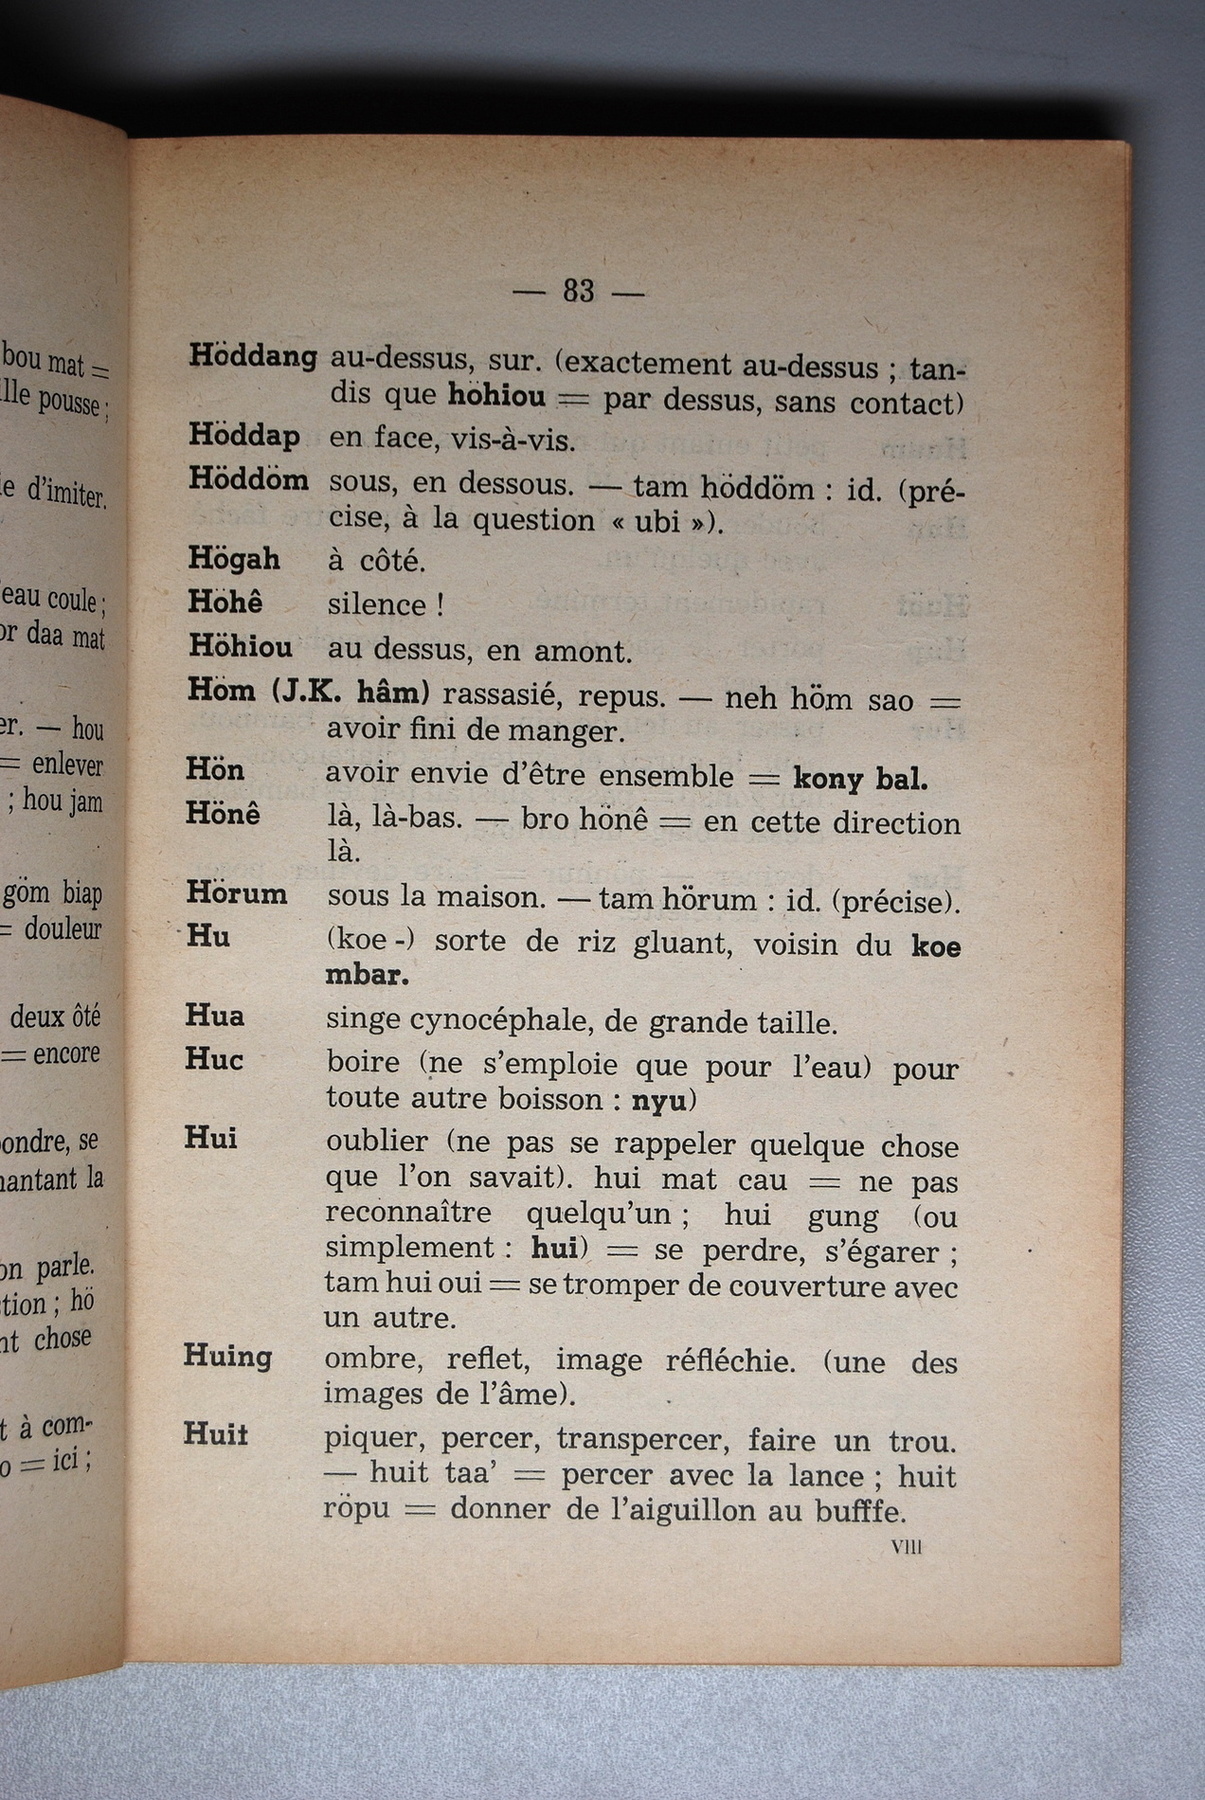 bou mat =
ille pousse ;
d'imiter.
eau coule ;
or daa mat
er. — hou
= enlever
; hou jam
göm biap
= douleur
deux ôté
= encore
ondre, se
antant la
on parle.
tion ; hö
nt chose
t à com-
o = ici ;
— 83 —
Höddang au-dessus, sur. (exactement au-dessus ; tan-
dis que höhiou = par dessus, sans contact)
Höddap en face, vis-à-vis.
Höddöm sous, en dessous. — tam höddöm : id. (pré-
cise, à la question « ubi »).
Högah à côté.
Höhê silence !
Höhiou au dessus, en amont.
Höm (J.K. hâm) rassasié, repus. — neh höm sao =
avoir fini de manger.
Hön avoir envie d'être ensemble = kony bal.
Hönê là, là-bas. — bro hönê = en cette direction
là.
Hörum sous la maison. — tam hörum : id. (précise).
Hu (koe -) sorte de riz gluant, voisin du koe
mbar.
Hua singe cynocéphale, de grande taille.
Huc boire (ne s'emploie que pour l'eau) pour
toute autre boisson : nyu)
Hui oublier (ne pas se rappeler quelque chose
que l'on savait). hui mat cau = ne pas
reconnaître quelqu'un ; hui gung (ou
simplement : hui) = se perdre, s'égarer ;
tam hui oui = se tromper de couverture avec
un autre.
Huing ombre, reflet, image réfléchie. (une des
images de l'âme).
Huit piquer, percer, transpercer, faire un trou.
— huit taa' = percer avec la lance ; huit
röpu = donner de l'aiguillon au bufffe.
VIII